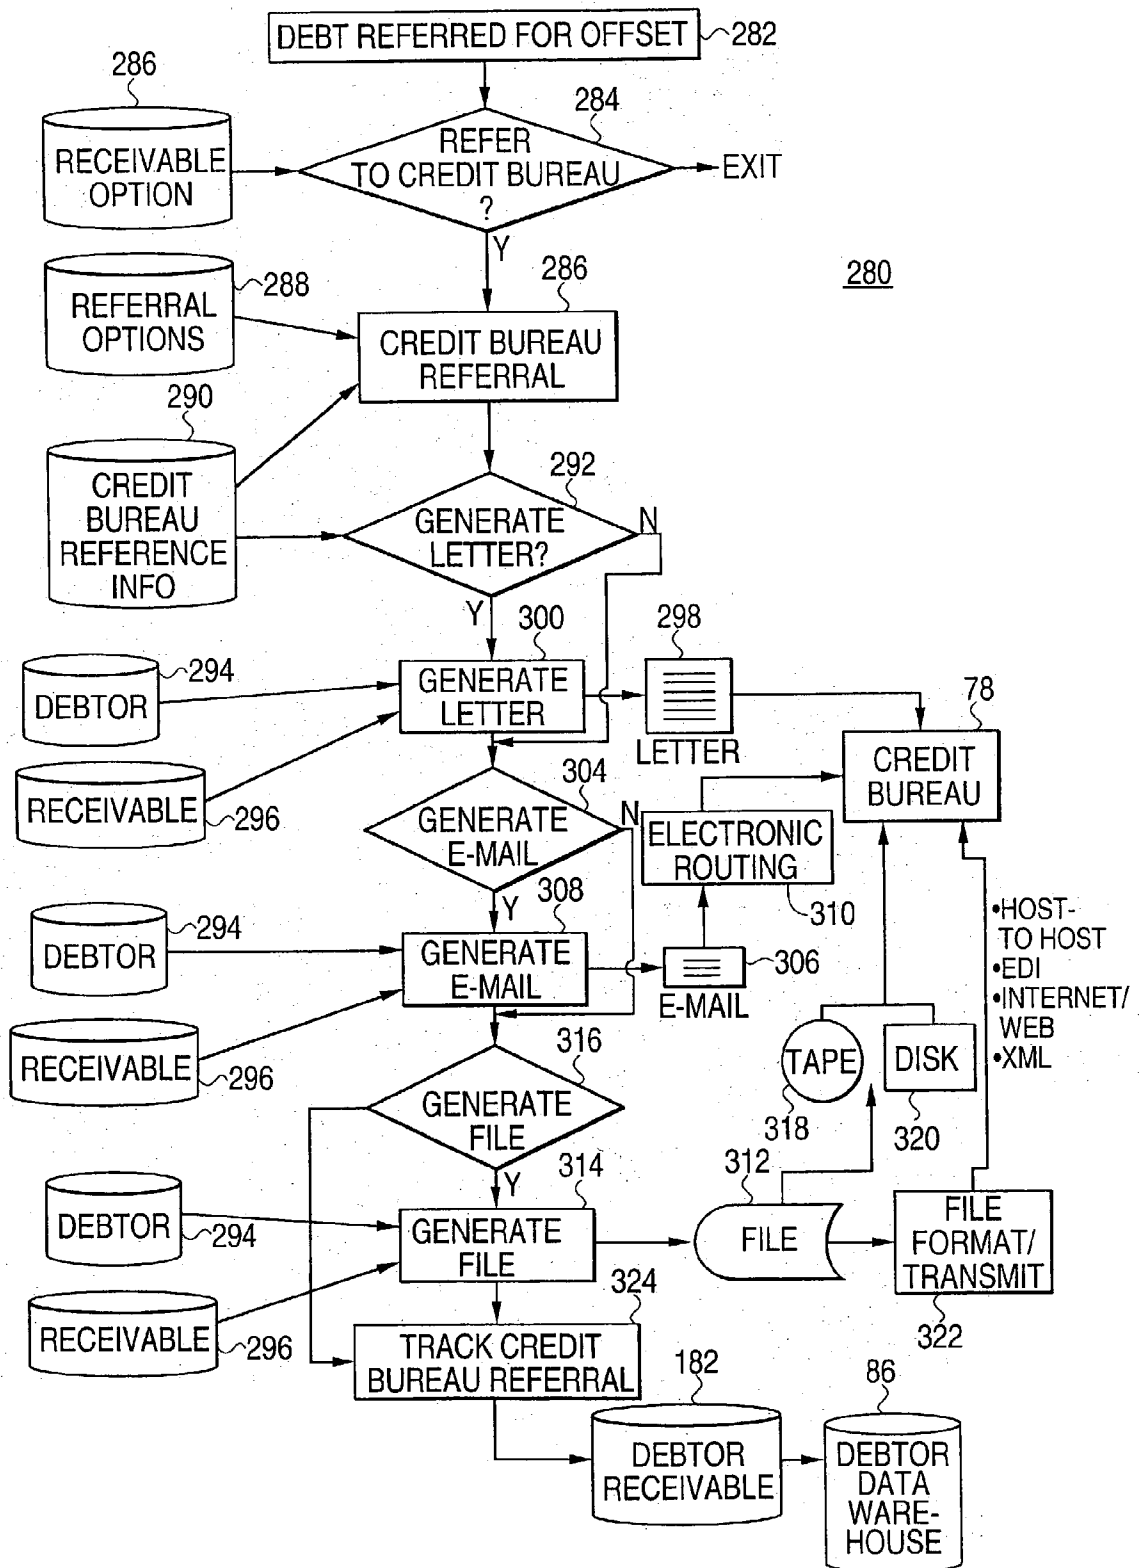 DEBT REFERRED FOR OFFSET
282
286
284
RECEIVABLE
OPTION
REFER
TO CREDIT BUREAU
?
EXIT
Y
280
288
REFERRAL
OPTIONS
286
CREDIT BUREAU
REFERRAL
290
CREDIT
BUREAU
REFERENCE
INFO
292
GENERATE
LETTER?
N
Y
300
298
294
DEBTOR
GENERATE
LETTER
LETTER
78
CREDIT
BUREAU
RECEIVABLE
296
304
GENERATE
E-MAIL
N
ELECTRONIC
ROUTING
310
Y
308
294
DEBTOR
GENERATE
E-MAIL
306
E-MAIL
•HOST-
TO HOST
•EDI
•INTERNET/
WEB
•XML
RECEIVABLE
296
316
GENERATE
FILE
TAPE
318
DISK
320
Y
314
312
DEBTOR
294
GENERATE
FILE
FILE
FILE
FORMAT/
TRANSMIT
322
RECEIVABLE
296
324
TRACK CREDIT
BUREAU REFERRAL
182
DEBTOR
RECEIVABLE
86
DEBTOR
DATA
WARE-
HOUSE